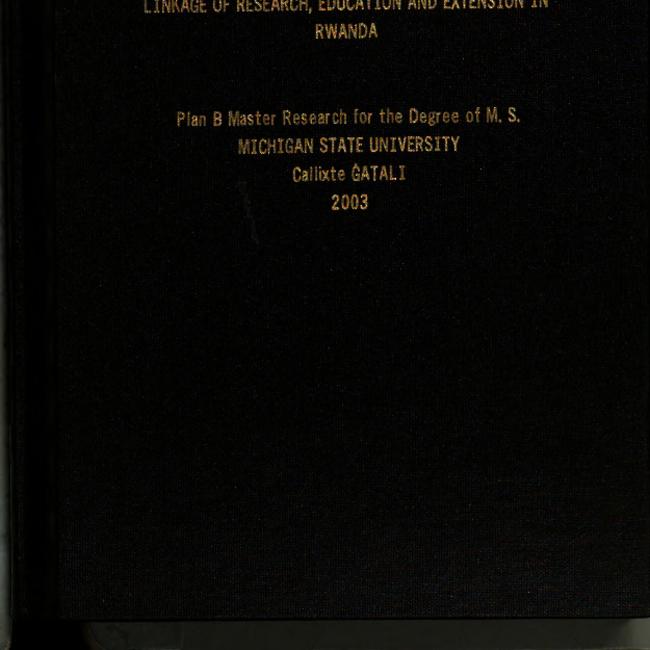 LINKAGE OF RESEARCH, EDUCATION AND EXTENSION IN
RWANDA
Plan B Master Research for the Degree of M. S.
MICHIGAN STATE UNIVERSITY
Callixte GATALI
2003